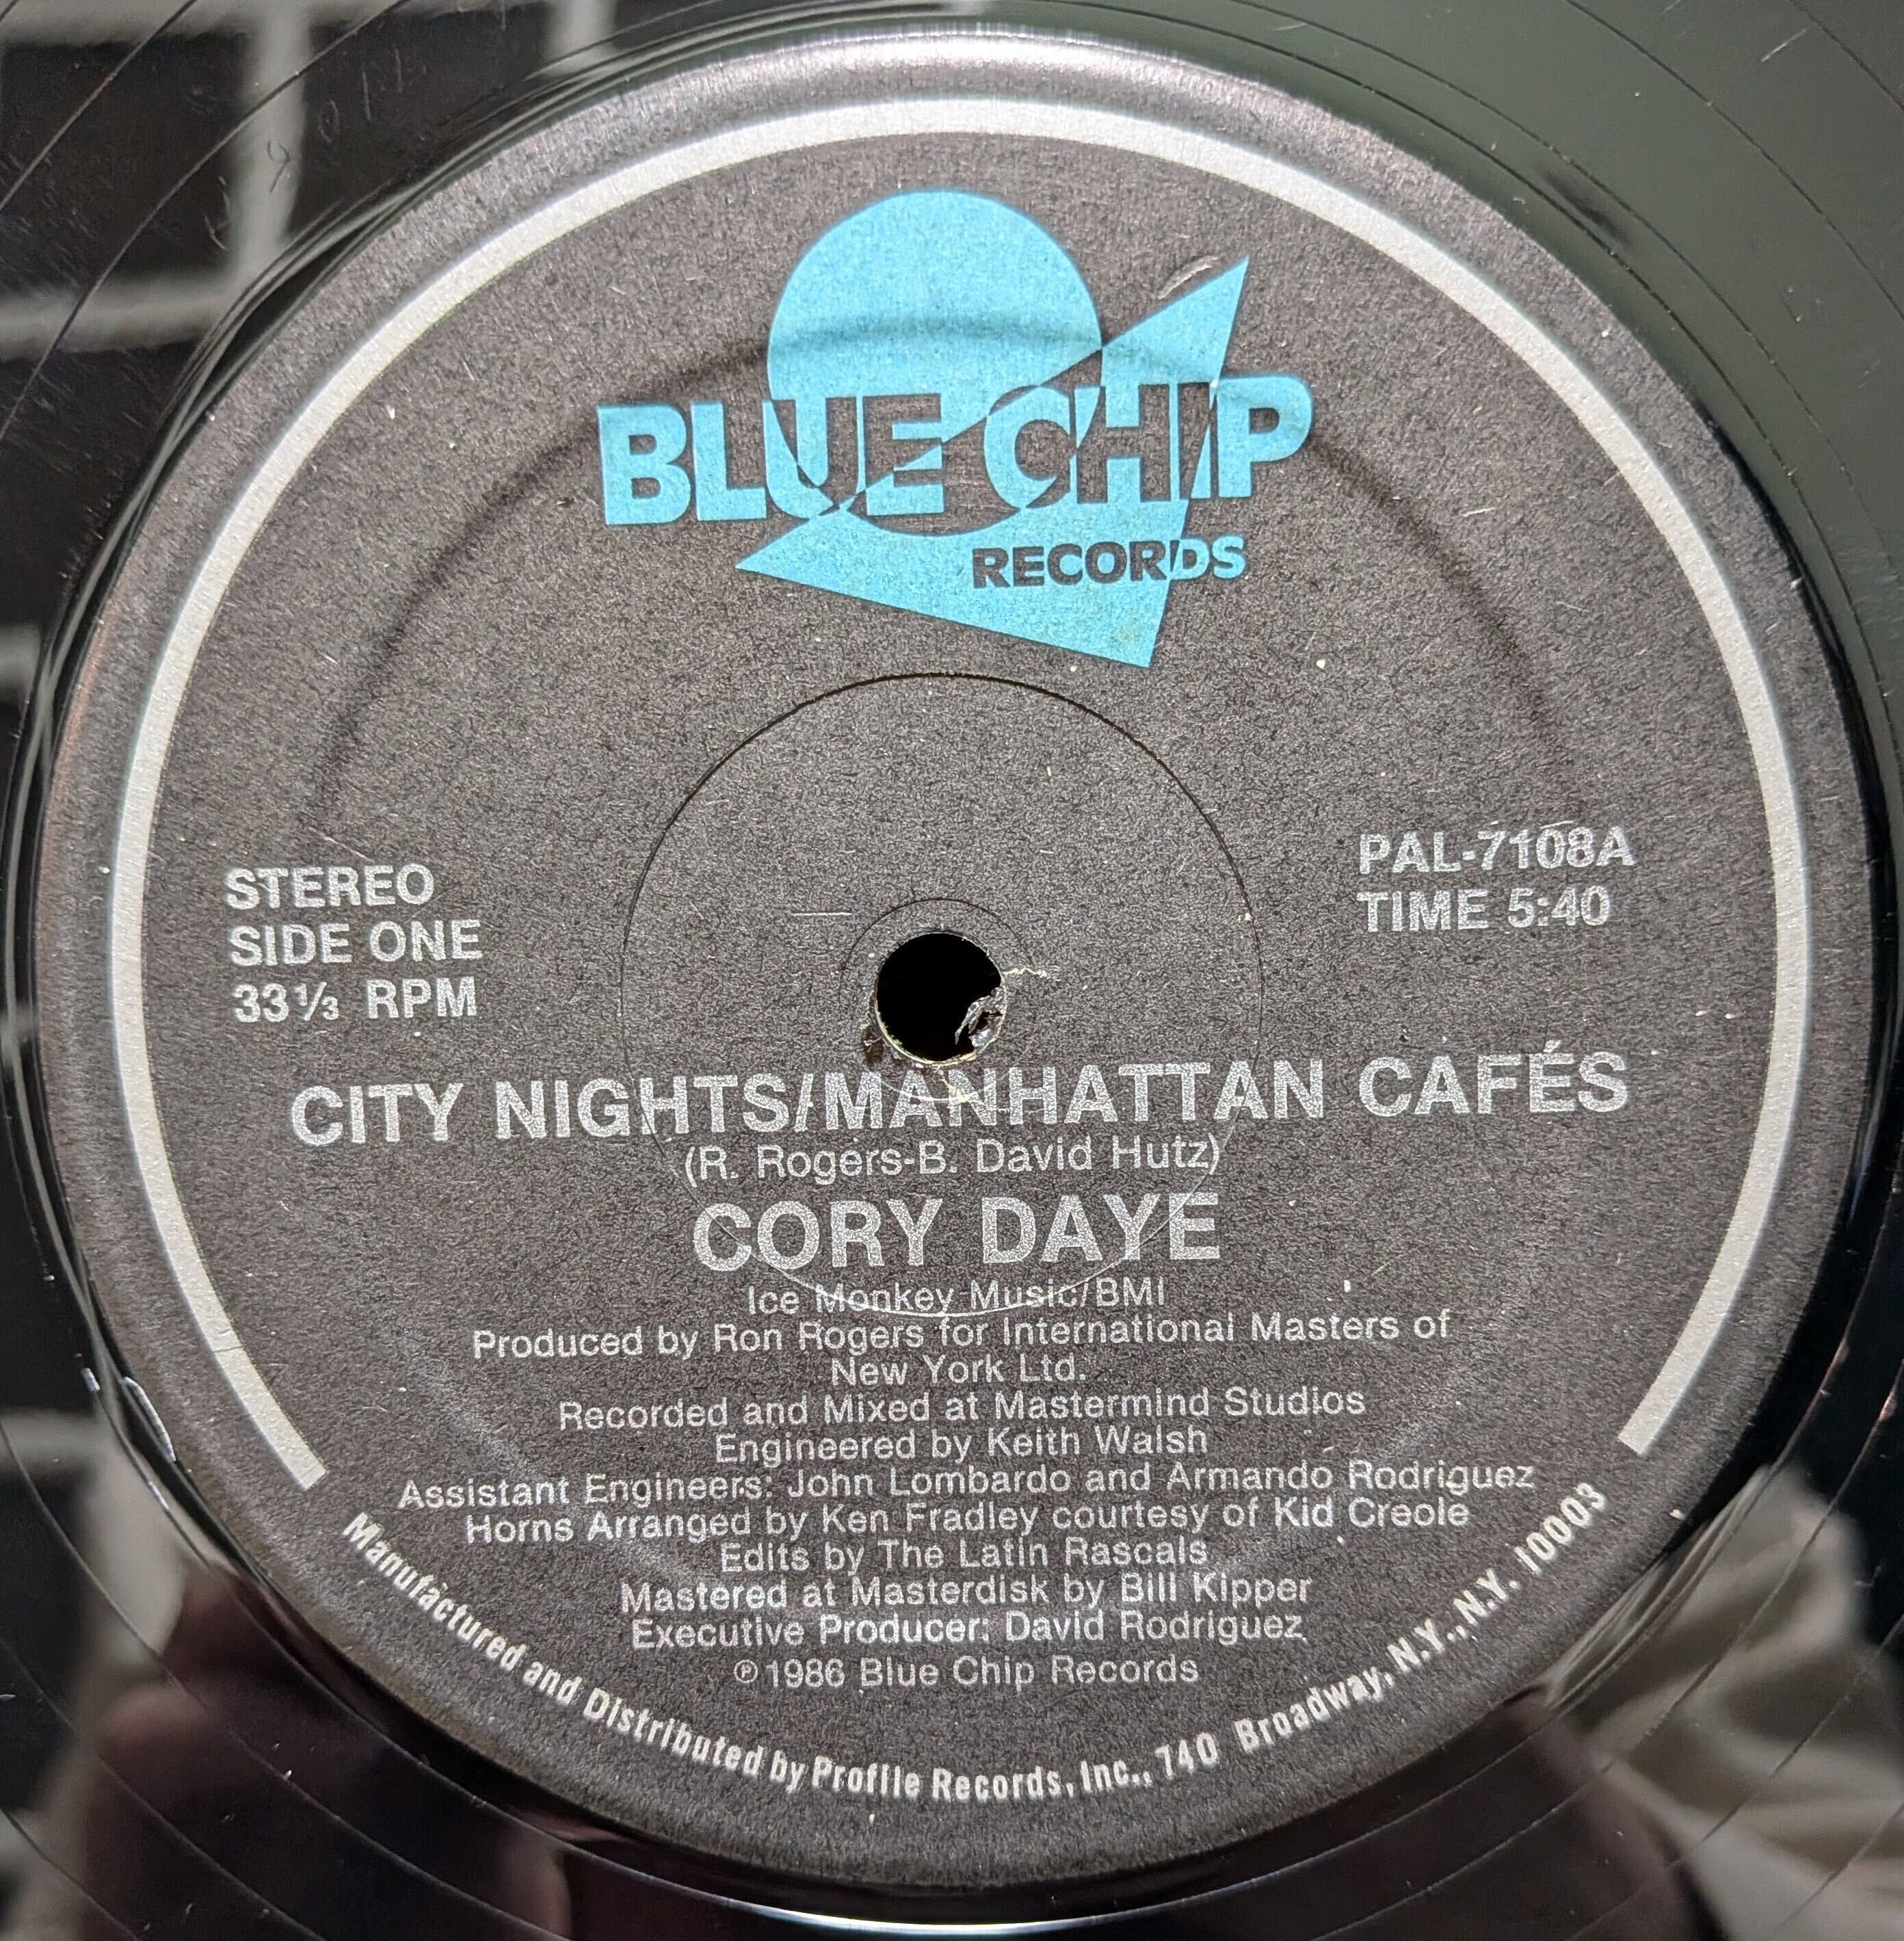 BLUE CHIP
RECORDS
STEREO
SIDE ONE
33⅓ RPM
PAL-7108A
TIME 5:40
CITY NIGHTS/MANHATTAN CAFÉS
(R. Rogers-B. David Hutz)
CORY DAYE
Ice Monkey Music/BMI
Produced by Ron Rogers for International Masters of
New York Ltd.
Recorded and Mixed at Mastermind Studios
Engineered by Keith Walsh
Assistant Engineers: John Lombardo and Armando Rodriguez
Horns Arranged by Ken Fradley courtesy of Kid Creole
Edits by The Latin Rascals
Mastered at Masterdisk by Bill Kipper
Executive Producer: David Rodriguez
℗ 1986 Blue Chip Records
Manufactured and Distributed by Profile Records, Inc., 740 Broadway, N.Y., N.Y. 10003